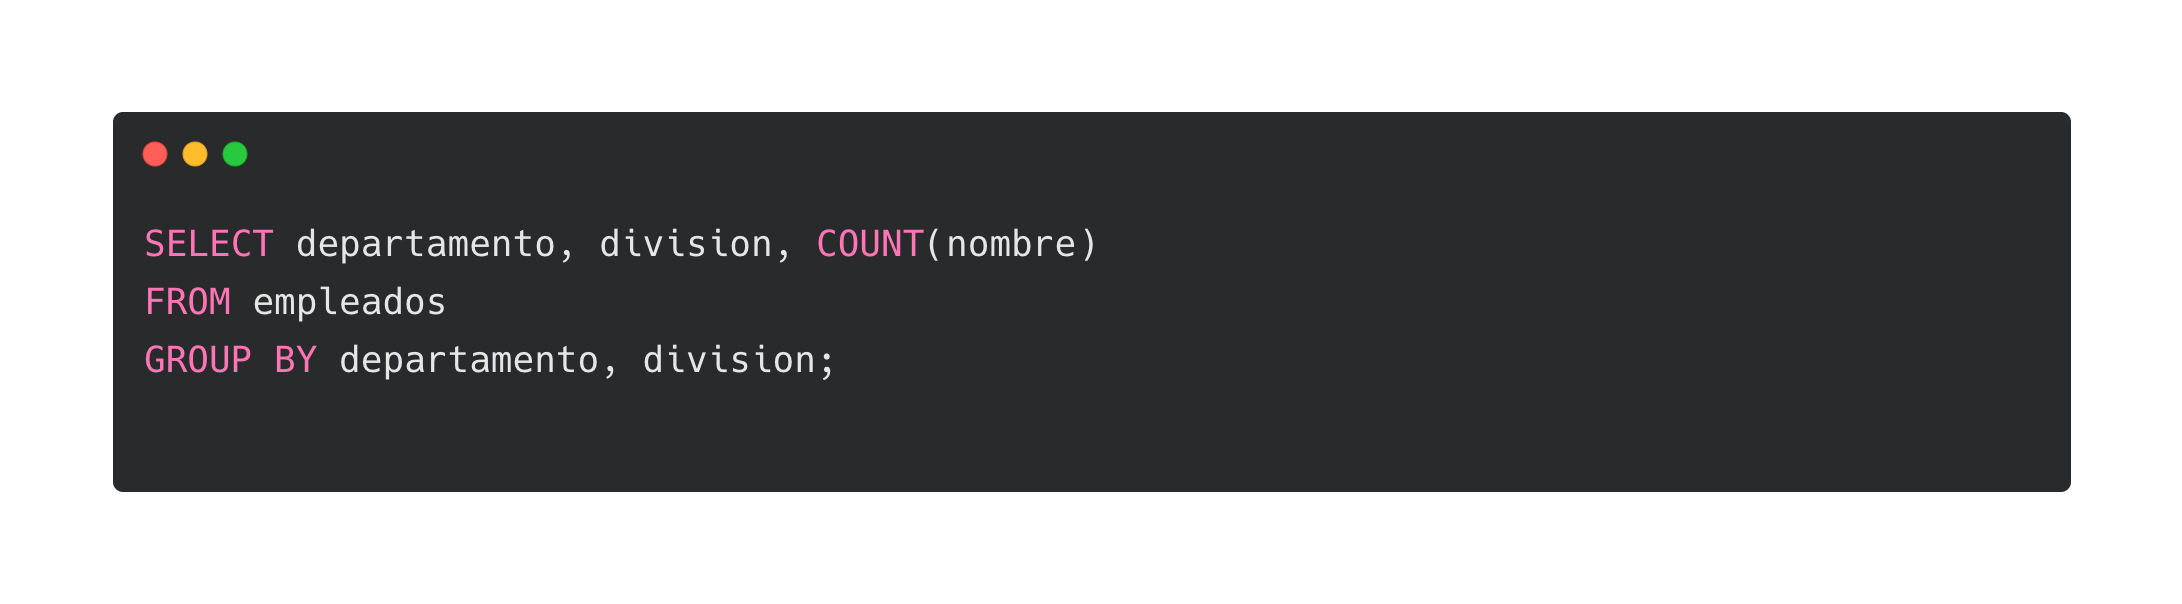 SELECT departamento, division, COUNT(nombre)
FROM empleados
GROUP BY departamento, division;